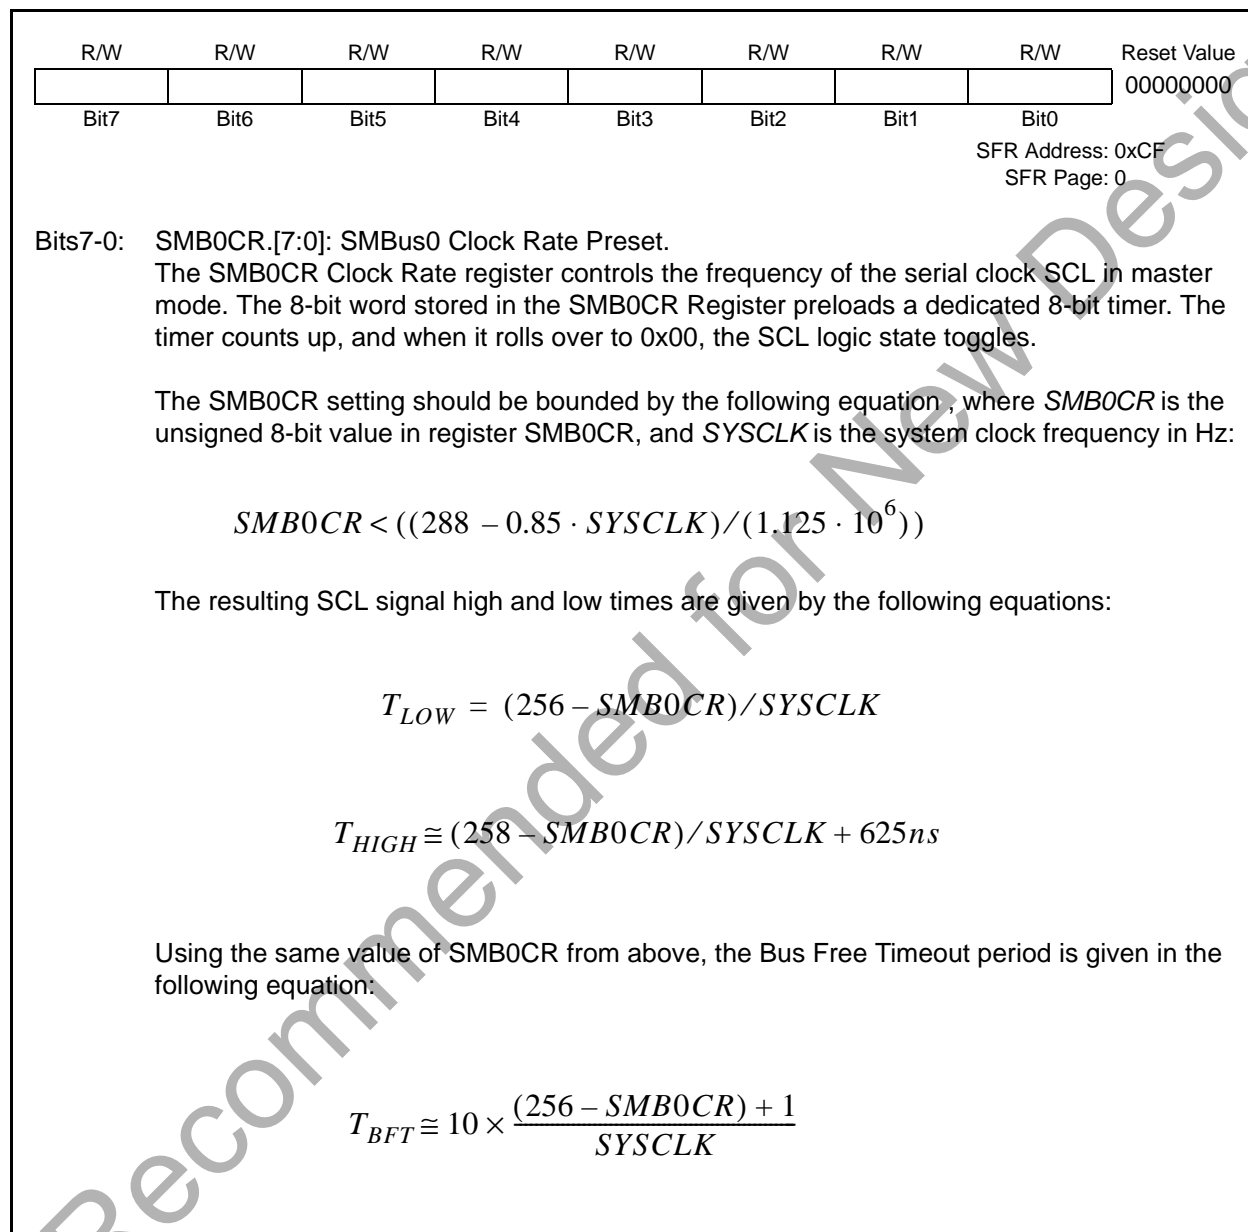 R/W R/W R/W R/W R/W R/W R/W R/W Reset Value
00000000
Bit7 Bit6 Bit5 Bit4 Bit3 Bit2 Bit1 Bit0
SFR Address: 0xCF
SFR Page: 0
Bits7-0: SMB0CR.[7:0]: SMBus0 Clock Rate Preset.
The SMB0CR Clock Rate register controls the frequency of the serial clock SCL in master
mode. The 8-bit word stored in the SMB0CR Register preloads a dedicated 8-bit timer. The
timer counts up, and when it rolls over to 0x00, the SCL logic state toggles.
The SMB0CR setting should be bounded by the following equation , where SMB0CR is the
unsigned 8-bit value in register SMB0CR, and SYSCLK is the system clock frequency in Hz:
SMB0CR < ((288 – 0.85 · SYSCLK)/(1.125 · 10^6))
The resulting SCL signal high and low times are given by the following equations:
T_LOW = (256 – SMB0CR)/SYSCLK
T_HIGH ≅ (258 – SMB0CR)/SYSCLK + 625ns
Using the same value of SMB0CR from above, the Bus Free Timeout period is given in the
following equation:
T_BFT ≅ 10 × (256 – SMB0CR) + 1
SYSCLK
Recommended for New Desig